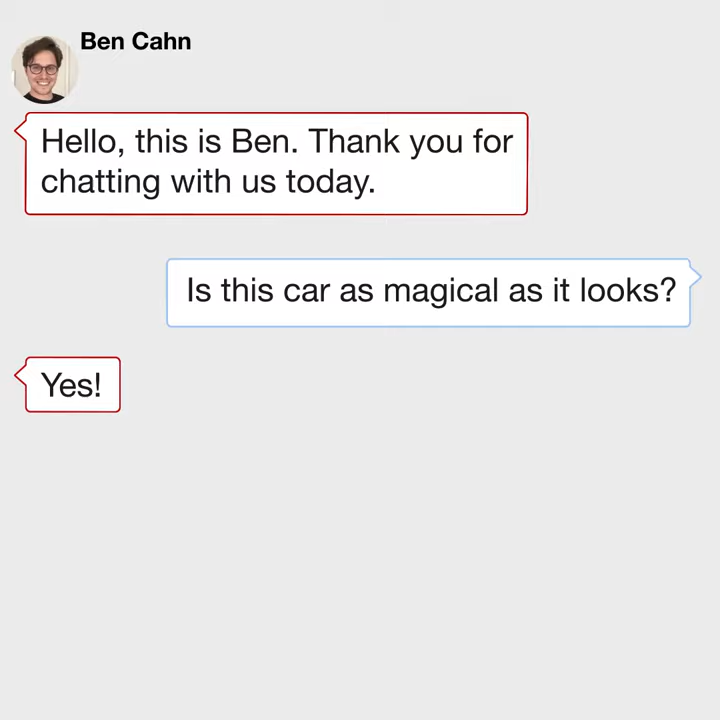 Ben Cahn
Hello, this is Ben. Thank you for
chatting with us today.
Is this car as magical as it looks?
Yes!